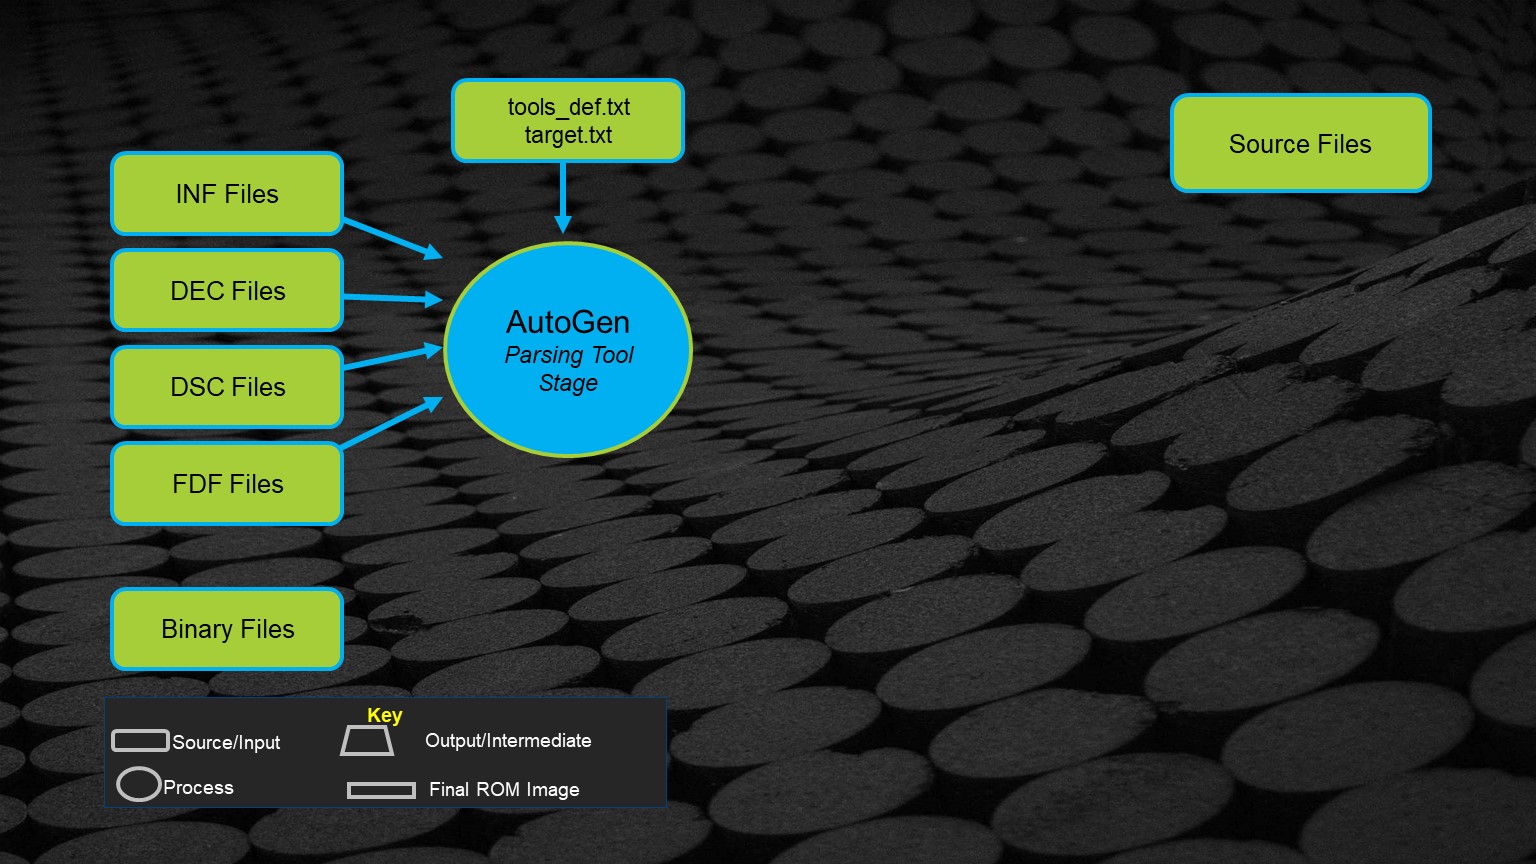 tools_def.txt
target.txt
Source Files
INF Files
DEC Files
DSC Files
FDF Files
AutoGen
Parsing Tool
Stage
Binary Files
Key
Source/Input
Output/Intermediate
Process
Final ROM Image